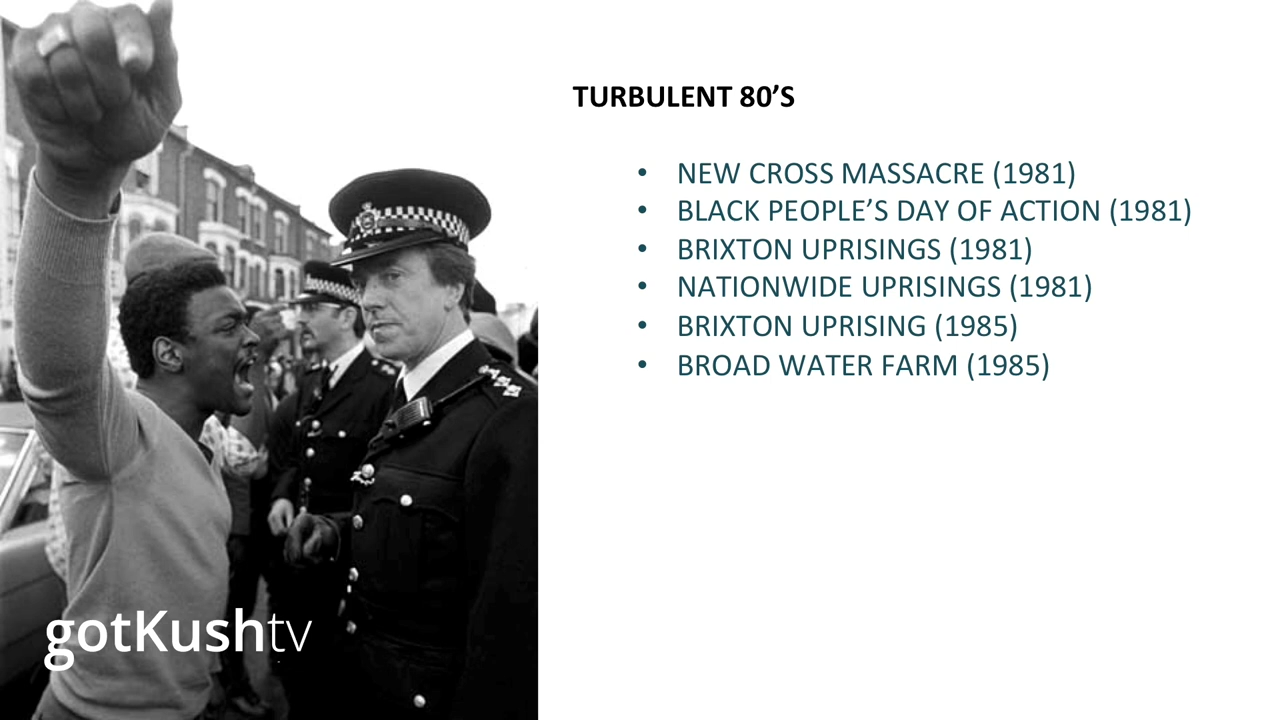 TURBULENT 80’S
• NEW CROSS MASSACRE (1981)
• BLACK PEOPLE’S DAY OF ACTION (1981)
• BRIXTON UPRISINGS (1981)
• NATIONWIDE UPRISINGS (1981)
• BRIXTON UPRISING (1985)
• BROAD WATER FARM (1985)
gotKushtv